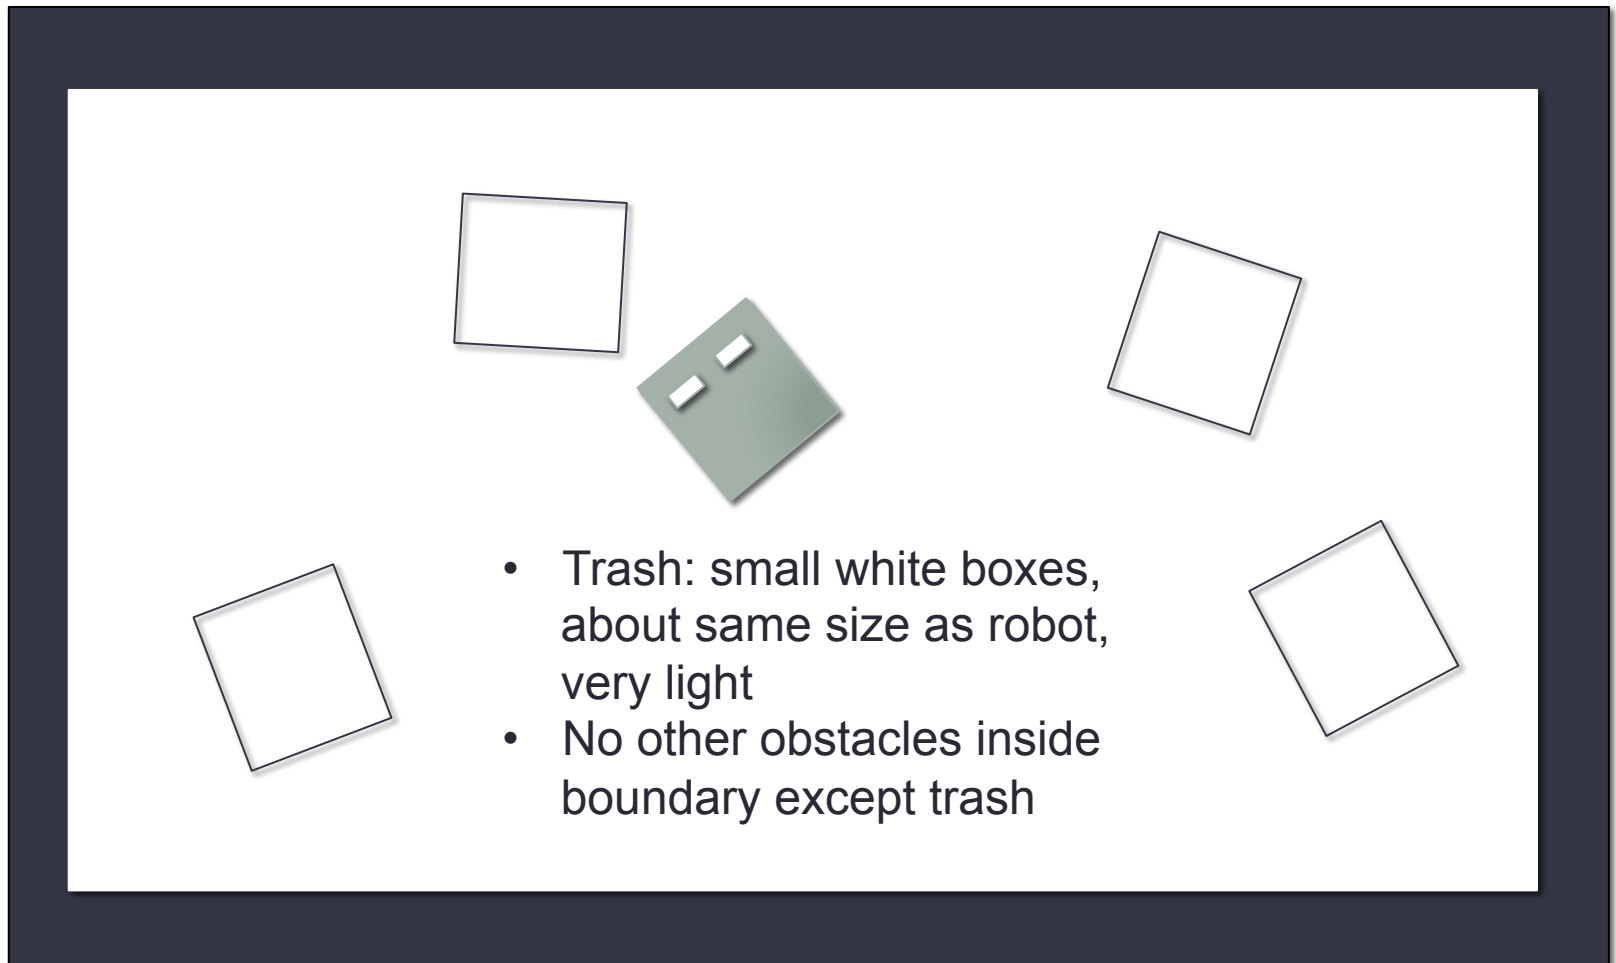 • Trash: small white boxes,
about same size as robot,
very light
• No other obstacles inside
boundary except trash